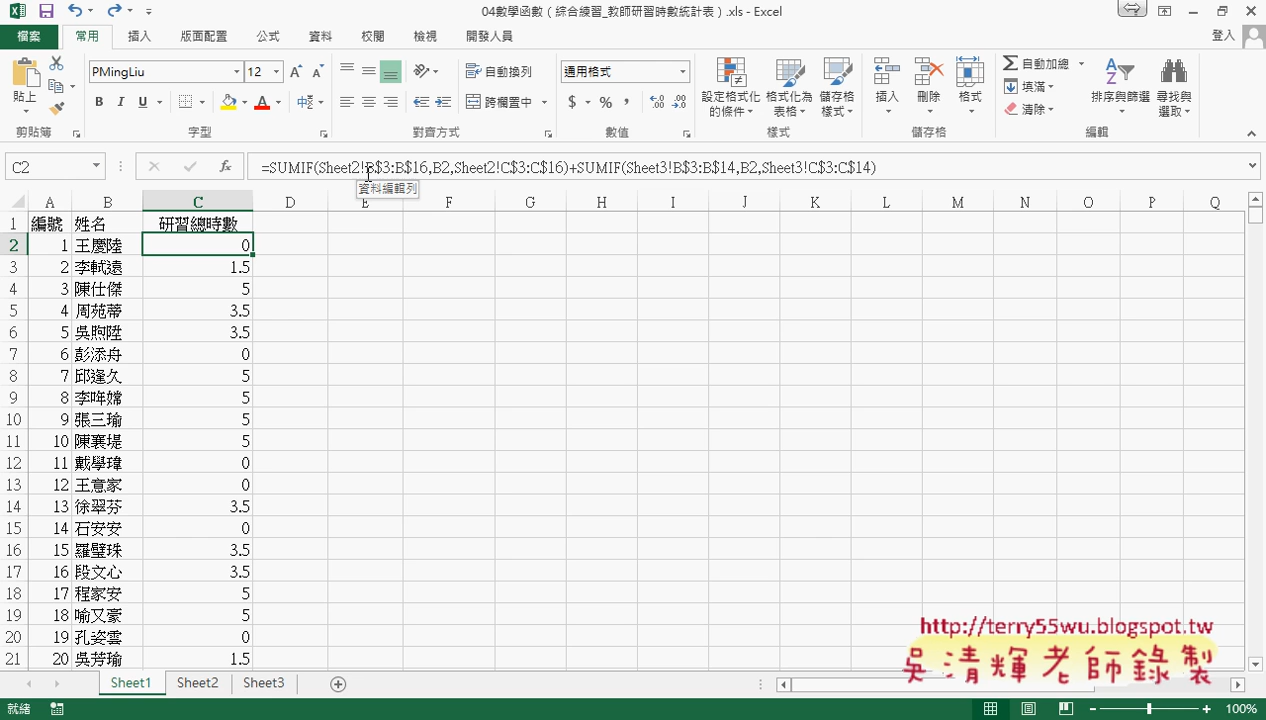 04數學函數（綜合練習_教師研習時數統計表）.xls - Excel
檔案 常用 插入 版面配置 公式 資料 校閱 檢視 開發人員 登入
PMingLiu 12 自動換列 通用格式 自動加總
貼上 B I U 中ㄅ 跨欄置中 $ % , 設定格式化的條件 格式化為表格 儲存格樣式 插入 刪除 格式 填滿 清除 排序與篩選 尋找與選取
剪貼簿 字型 對齊方式 數值 樣式 儲存格 編輯
C2 fx =SUMIF(Sheet2!B$3:B$16,B2,Sheet2!C$3:C$16)+SUMIF(Sheet3!B$3:B$14,B2,Sheet3!C$3:C$14)
資料編輯列
A B C D E F G H I J K L M N O P Q
1 編號 姓名 研習總時數
2 1 王慶陸 0
3 2 李軾遠 1.5
4 3 陳仕傑 5
5 4 周苑蒂 3.5
6 5 吳煦陞 3.5
7 6 彭添舟 0
8 7 邱逢久 5
9 8 李哖嫦 5
10 9 張三瑜 5
11 10 陳襄堤 5
12 11 戴學瑋 0
13 12 王意家 0
14 13 徐翠芬 3.5
15 14 石安安 0
16 15 羅璧珠 3.5
17 16 段文心 3.5
18 17 程家安 5
19 18 喻又豪 5
20 19 孔姿雲 0
21 20 吳芳瑜 1.5
http://terry55wu.blogspot.tw
吳清輝老師錄製
Sheet1 Sheet2 Sheet3
就緒 100%